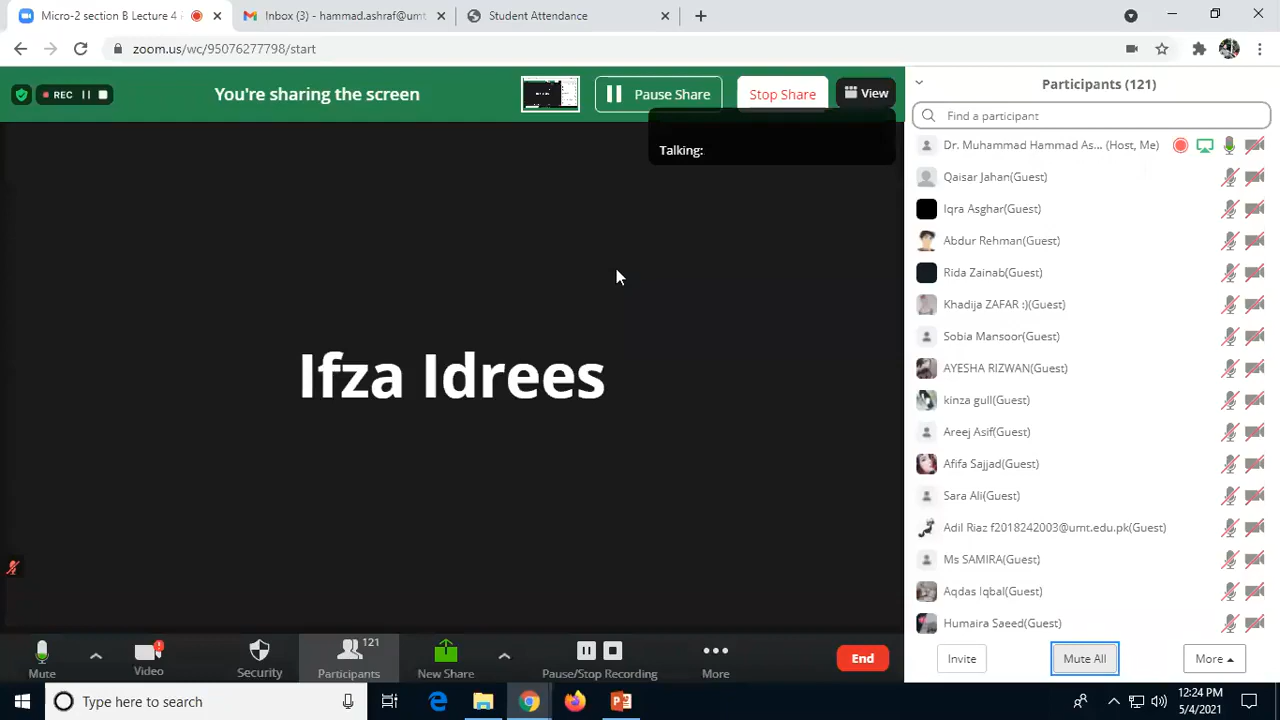 Micro-2 section B Lecture 4
Inbox (3) - hammad.ashraf@umt
Student Attendance
zoom.us/wc/95076277798/start
REC
You're sharing the screen
Pause Share
Stop Share
View
Talking:
Ifza Idrees
Participants (121)
Find a participant
Dr. Muhammad Hammad As... (Host, Me)
Qaisar Jahan(Guest)
Iqra Asghar(Guest)
Abdur Rehman(Guest)
Rida Zainab(Guest)
Khadija ZAFAR :)(Guest)
Sobia Mansoor(Guest)
AYESHA RIZWAN(Guest)
kinza gull(Guest)
Areej Asif(Guest)
Afifa Sajjad(Guest)
Sara Ali(Guest)
Adil Riaz f2018242003@umt.edu.pk(Guest)
Ms SAMIRA(Guest)
Aqdas Iqbal(Guest)
Humaira Saeed(Guest)
Invite
Mute All
More
Mute
1
Video
Security
121
Participants
New Share
Pause/Stop Recording
More
End
Type here to search
12:24 PM
5/4/2021